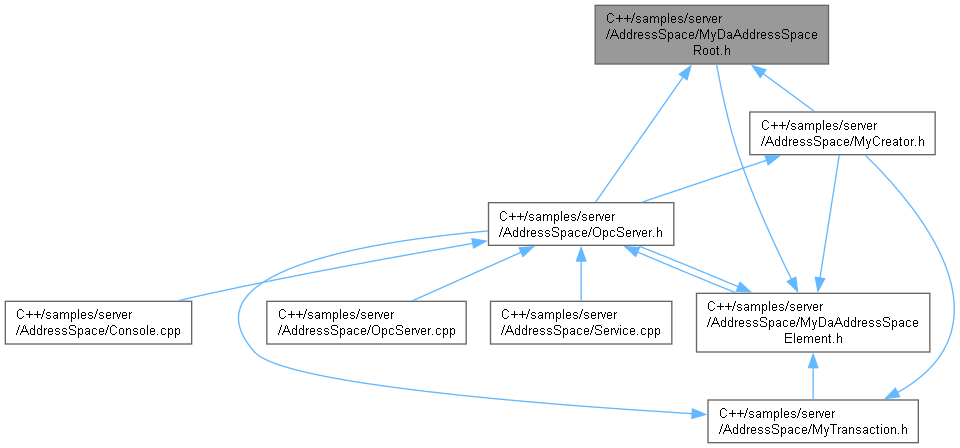 C++/samples/server
/AddressSpace/MyDaAddressSpace
Root.h
C++/samples/server
/AddressSpace/MyCreator.h
C++/samples/server
/AddressSpace/OpcServer.h
C++/samples/server
/AddressSpace/Console.cpp
C++/samples/server
/AddressSpace/OpcServer.cpp
C++/samples/server
/AddressSpace/Service.cpp
C++/samples/server
/AddressSpace/MyDaAddressSpace
Element.h
C++/samples/server
/AddressSpace/MyTransaction.h